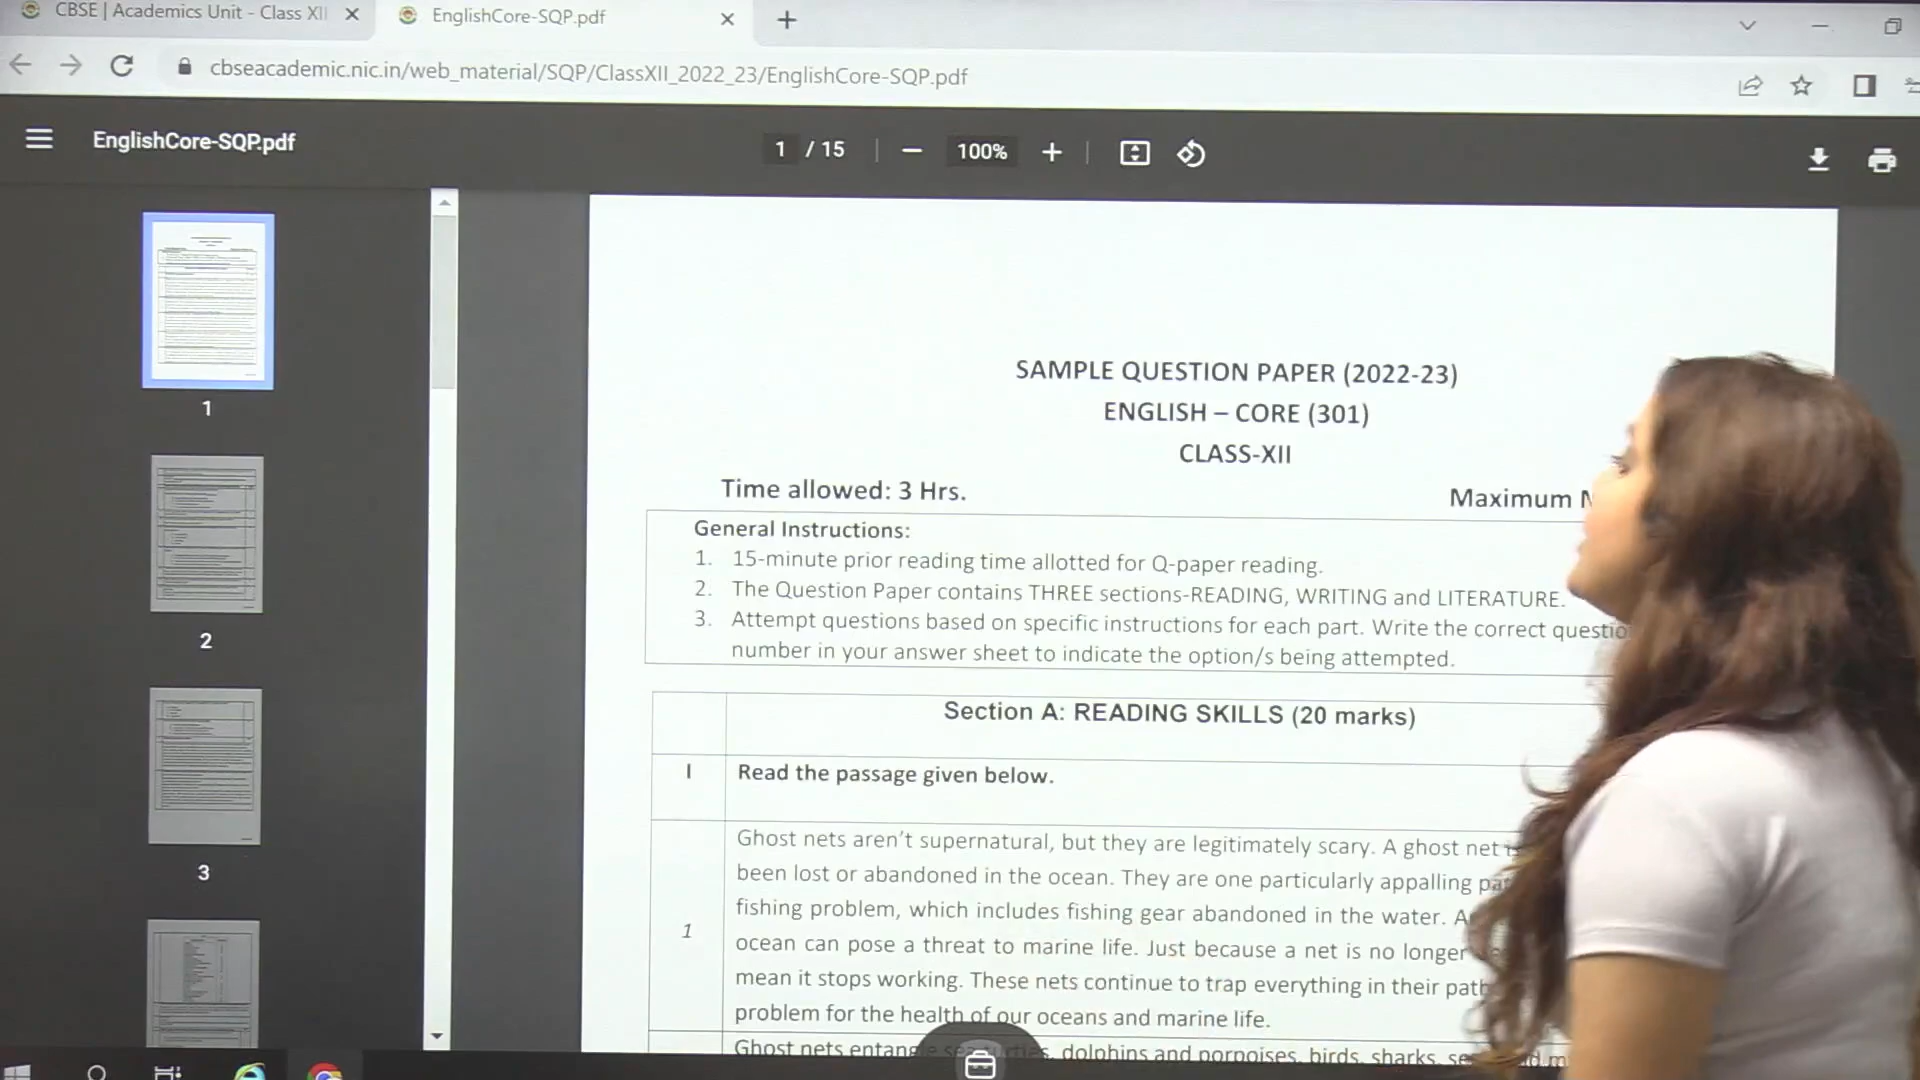 CBSE | Academics Unit - Class XII
EnglishCore-SQP.pdf
cbseacademic.nic.in/web_material/SQP/ClassXII_2022_23/EnglishCore-SQP.pdf
EnglishCore-SQP.pdf
1 / 15
100%
1
2
3
SAMPLE QUESTION PAPER (2022-23)
ENGLISH – CORE (301)
CLASS-XII
Time allowed: 3 Hrs.
Maximum
General Instructions:
1. 15-minute prior reading time allotted for Q-paper reading.
2. The Question Paper contains THREE sections-READING, WRITING and LITERATURE.
3. Attempt questions based on specific instructions for each part. Write the correct questio
number in your answer sheet to indicate the option/s being attempted.
Section A: READING SKILLS (20 marks)
I Read the passage given below.
1
Ghost nets aren't supernatural, but they are legitimately scary. A ghost net is
been lost or abandoned in the ocean. They are one particularly appalling
fishing problem, which includes fishing gear abandoned in the water.
ocean can pose a threat to marine life. Just because a net is no longer
mean it stops working. These nets continue to trap everything in their path
problem for the health of our oceans and marine life.
Ghost nets dolphins and porpoises, birds, sharks,